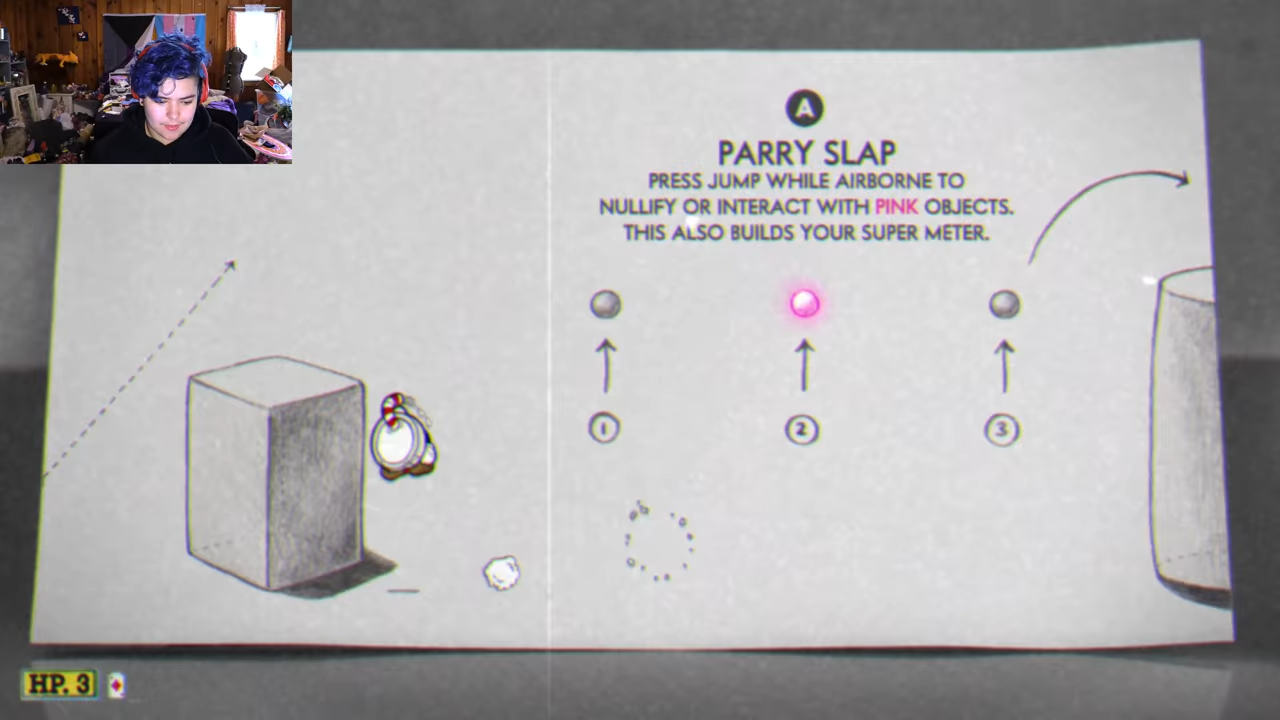 A
PARRY SLAP
PRESS JUMP WHILE AIRBORNE TO
NULLIFY OR INTERACT WITH PINK OBJECTS.
THIS ALSO BUILDS YOUR SUPER METER.
1 2 3
HP. 3